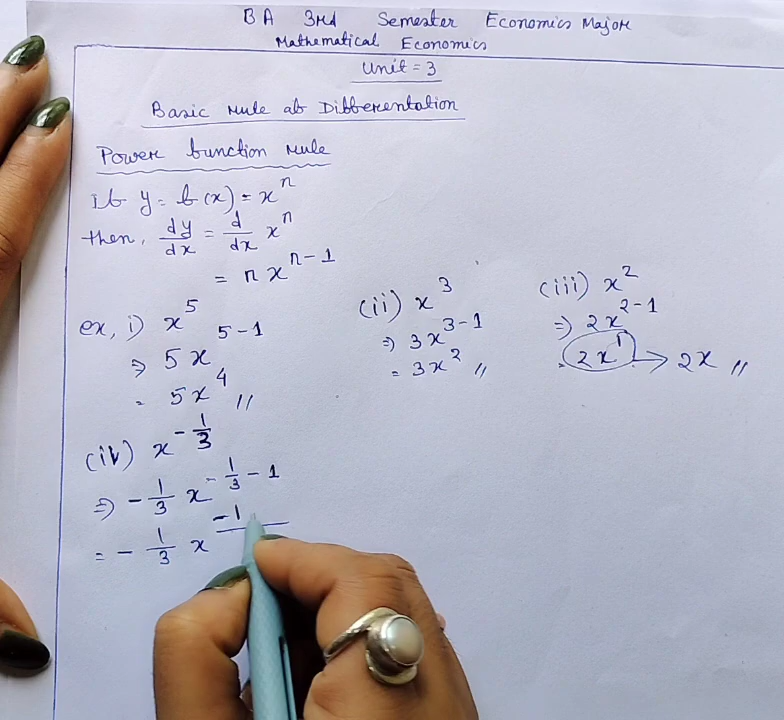 BA 3rd Semester Economics Major
Mathematical Economics
Unit = 3
Basic rule of Differentation
Power function rule
If y = f(x) = x^n
then, dy/dx = d/dx x^n
= n x^{n-1}
ex, i) x^5
⇒ 5x^{5-1}
= 5x^4 //
(ii) x^3
⇒ 3x^{3-1}
= 3x^2 //
(iii) x^2
⇒ 2x^{2-1}
= 2x^1 → 2x //
(iv) x^{-1/3}
⇒ -1/3 x^{-1/3 - 1}
= -1/3 x^{-1